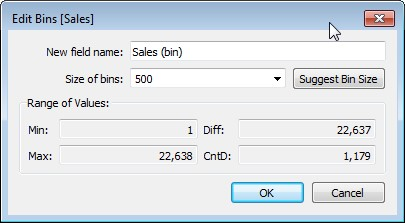 Edit Bins [Sales]
New field name: Sales (bin)
Size of bins: 500 Suggest Bin Size
Range of Values:
Min: 1 Diff: 22,637
Max: 22,638 CntD: 1,179
OK Cancel